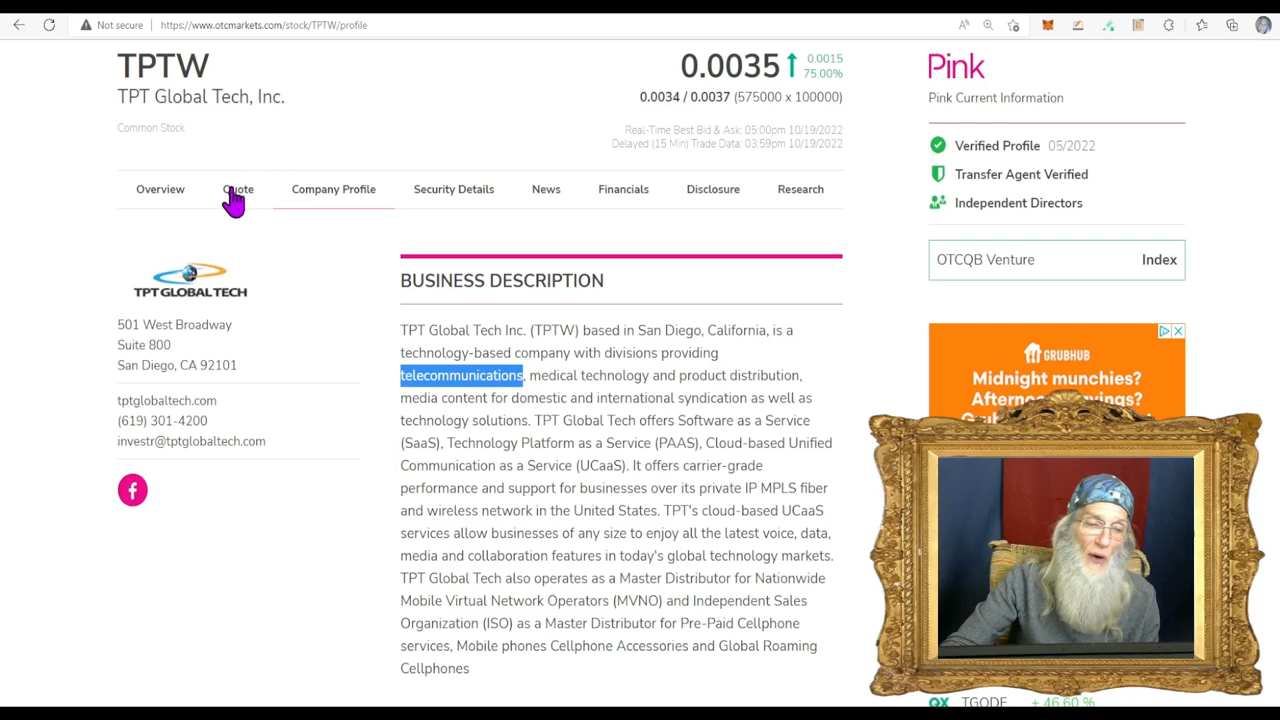 Not secure
https://www.otcmarkets.com/stock/TPTW/profile
TPTW
TPT Global Tech, Inc.
Common Stock
0.0035
0.0015
75.00%
0.0034 / 0.0037 (575000 x 100000)
Real-Time Best Bid & Ask: 05:00pm 10/19/2022
Delayed (15 Min) Trade Data: 03:59pm 10/19/2022
Pink
Pink Current Information
Verified Profile 05/2022
Transfer Agent Verified
Independent Directors
OTCQB Venture Index
Overview Quote Company Profile Security Details News Financials Disclosure Research
TPT GLOBAL TECH
501 West Broadway
Suite 800
San Diego, CA 92101
tptglobaltech.com
(619) 301-4200
investr@tptglobaltech.com
BUSINESS DESCRIPTION
TPT Global Tech Inc. (TPTW) based in San Diego, California, is a
technology-based company with divisions providing
telecommunications, medical technology and product distribution,
media content for domestic and international syndication as well as
technology solutions. TPT Global Tech offers Software as a Service
(SaaS), Technology Platform as a Service (PAAS), Cloud-based Unified
Communication as a Service (UCaaS). It offers carrier-grade
performance and support for businesses over its private IP MPLS fiber
and wireless network in the United States. TPT's cloud-based UCaaS
services allow businesses of any size to enjoy all the latest voice, data,
media and collaboration features in today's global technology markets.
TPT Global Tech also operates as a Master Distributor for Nationwide
Mobile Virtual Network Operators (MVNO) and Independent Sales
Organization (ISO) as a Master Distributor for Pre-Paid Cellphone
services, Mobile phones Cellphone Accessories and Global Roaming
Cellphones
GRUBHUB
Midnight munchies?
QX TGODF + 46.60 %